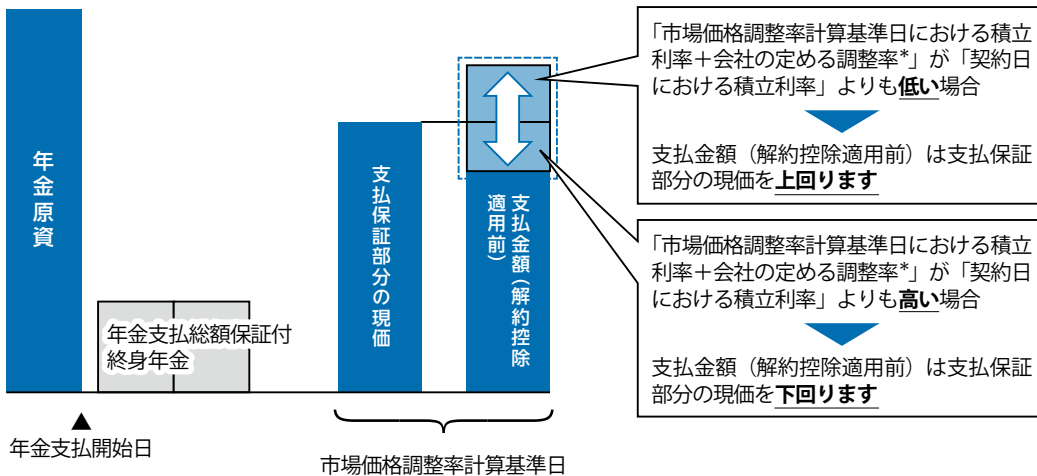 年金原資
年金支払総額保証付
終身年金
支払保証部分の現価
支払金額（解約控除
適用前）
▲
年金支払開始日
市場価格調整率計算基準日
「市場価格調整率計算基準日における積立
利率＋会社の定める調整率*」が「契約日
における積立利率」よりも低い場合
支払金額（解約控除適用前）は支払保証
部分の現価を上回ります
「市場価格調整率計算基準日における積立
利率＋会社の定める調整率*」が「契約日
における積立利率」よりも高い場合
支払金額（解約控除適用前）は支払保証
部分の現価を下回ります